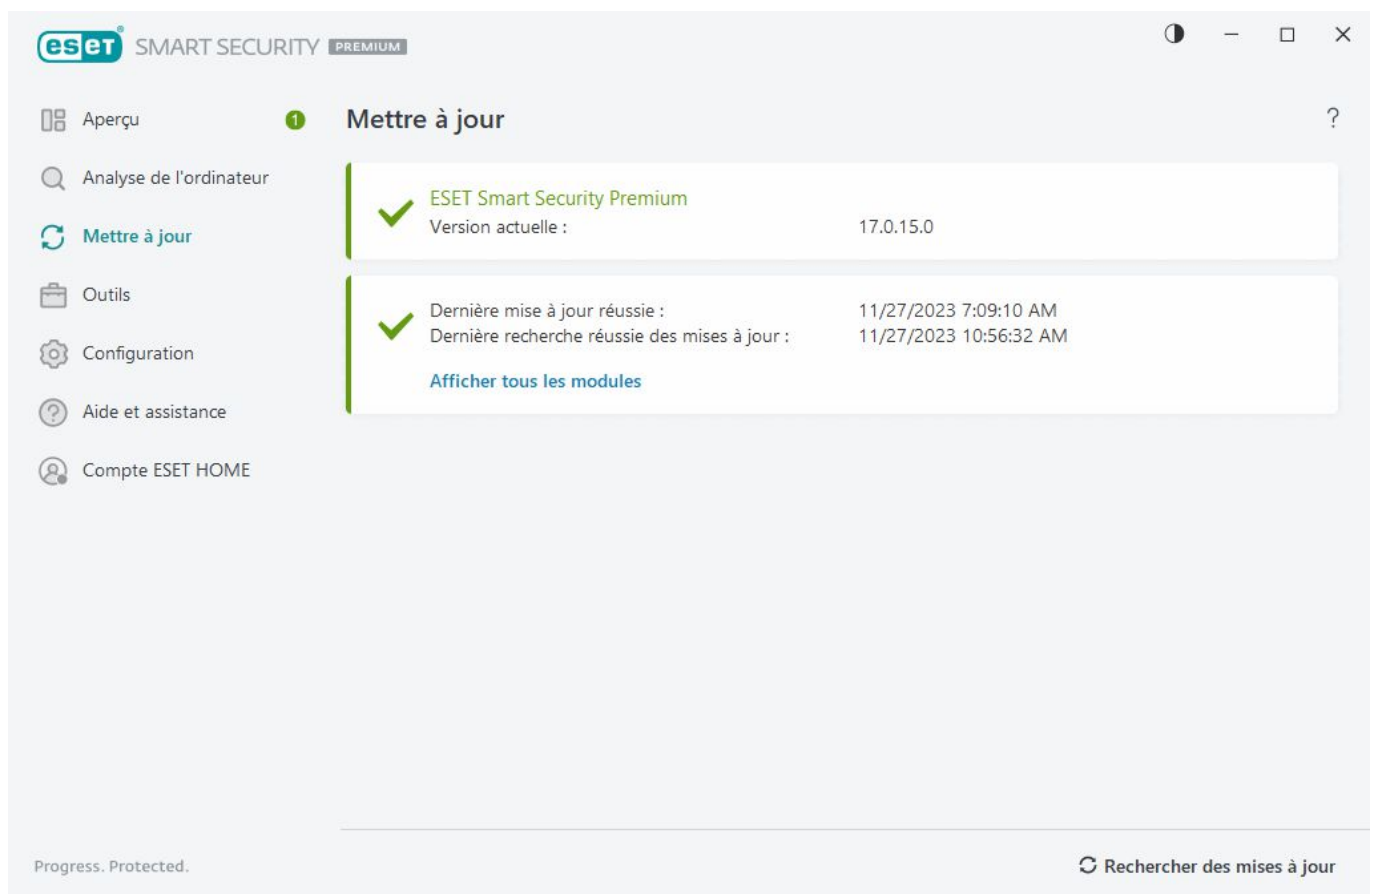 eset® SMART SECURITY PREMIUM
Aperçu 1
Analyse de l'ordinateur
Mettre à jour
Outils
Configuration
Aide et assistance
Compte ESET HOME
Mettre à jour ?
ESET Smart Security Premium
Version actuelle : 17.0.15.0
Dernière mise à jour réussie : 11/27/2023 7:09:10 AM
Dernière recherche réussie des mises à jour : 11/27/2023 10:56:32 AM
Afficher tous les modules
Progress. Protected.
Rechercher des mises à jour